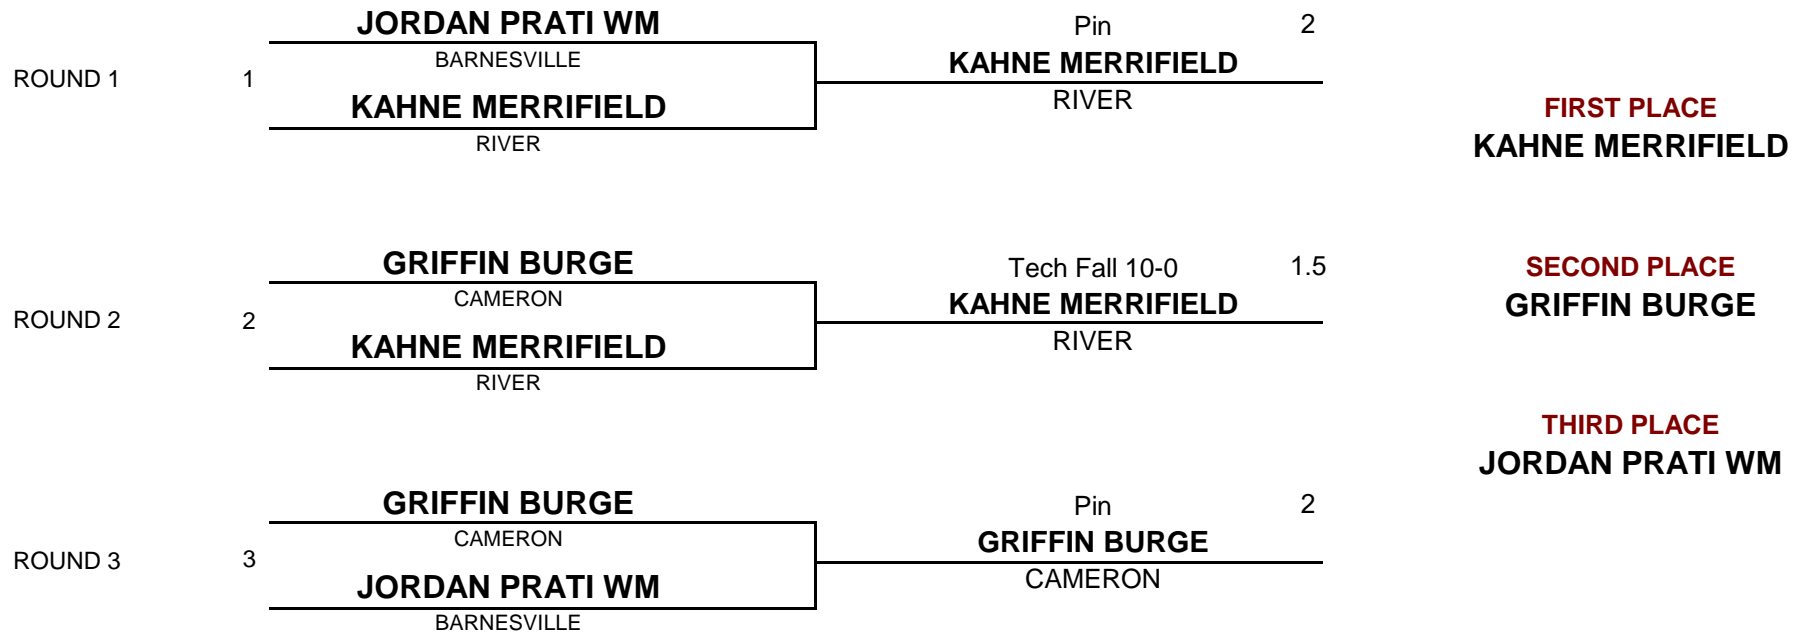 JORDAN PRATI WM
Pin 2
BARNESVILLE
KAHNE MERRIFIELD
ROUND 1 1
RIVER
KAHNE MERRIFIELD
RIVER
FIRST PLACE
KAHNE MERRIFIELD
GRIFFIN BURGE
Tech Fall 10-0 1.5
CAMERON
KAHNE MERRIFIELD
ROUND 2 2
RIVER
KAHNE MERRIFIELD
RIVER
SECOND PLACE
GRIFFIN BURGE
THIRD PLACE
JORDAN PRATI WM
GRIFFIN BURGE
Pin 2
CAMERON
GRIFFIN BURGE
ROUND 3 3
CAMERON
JORDAN PRATI WM
BARNESVILLE